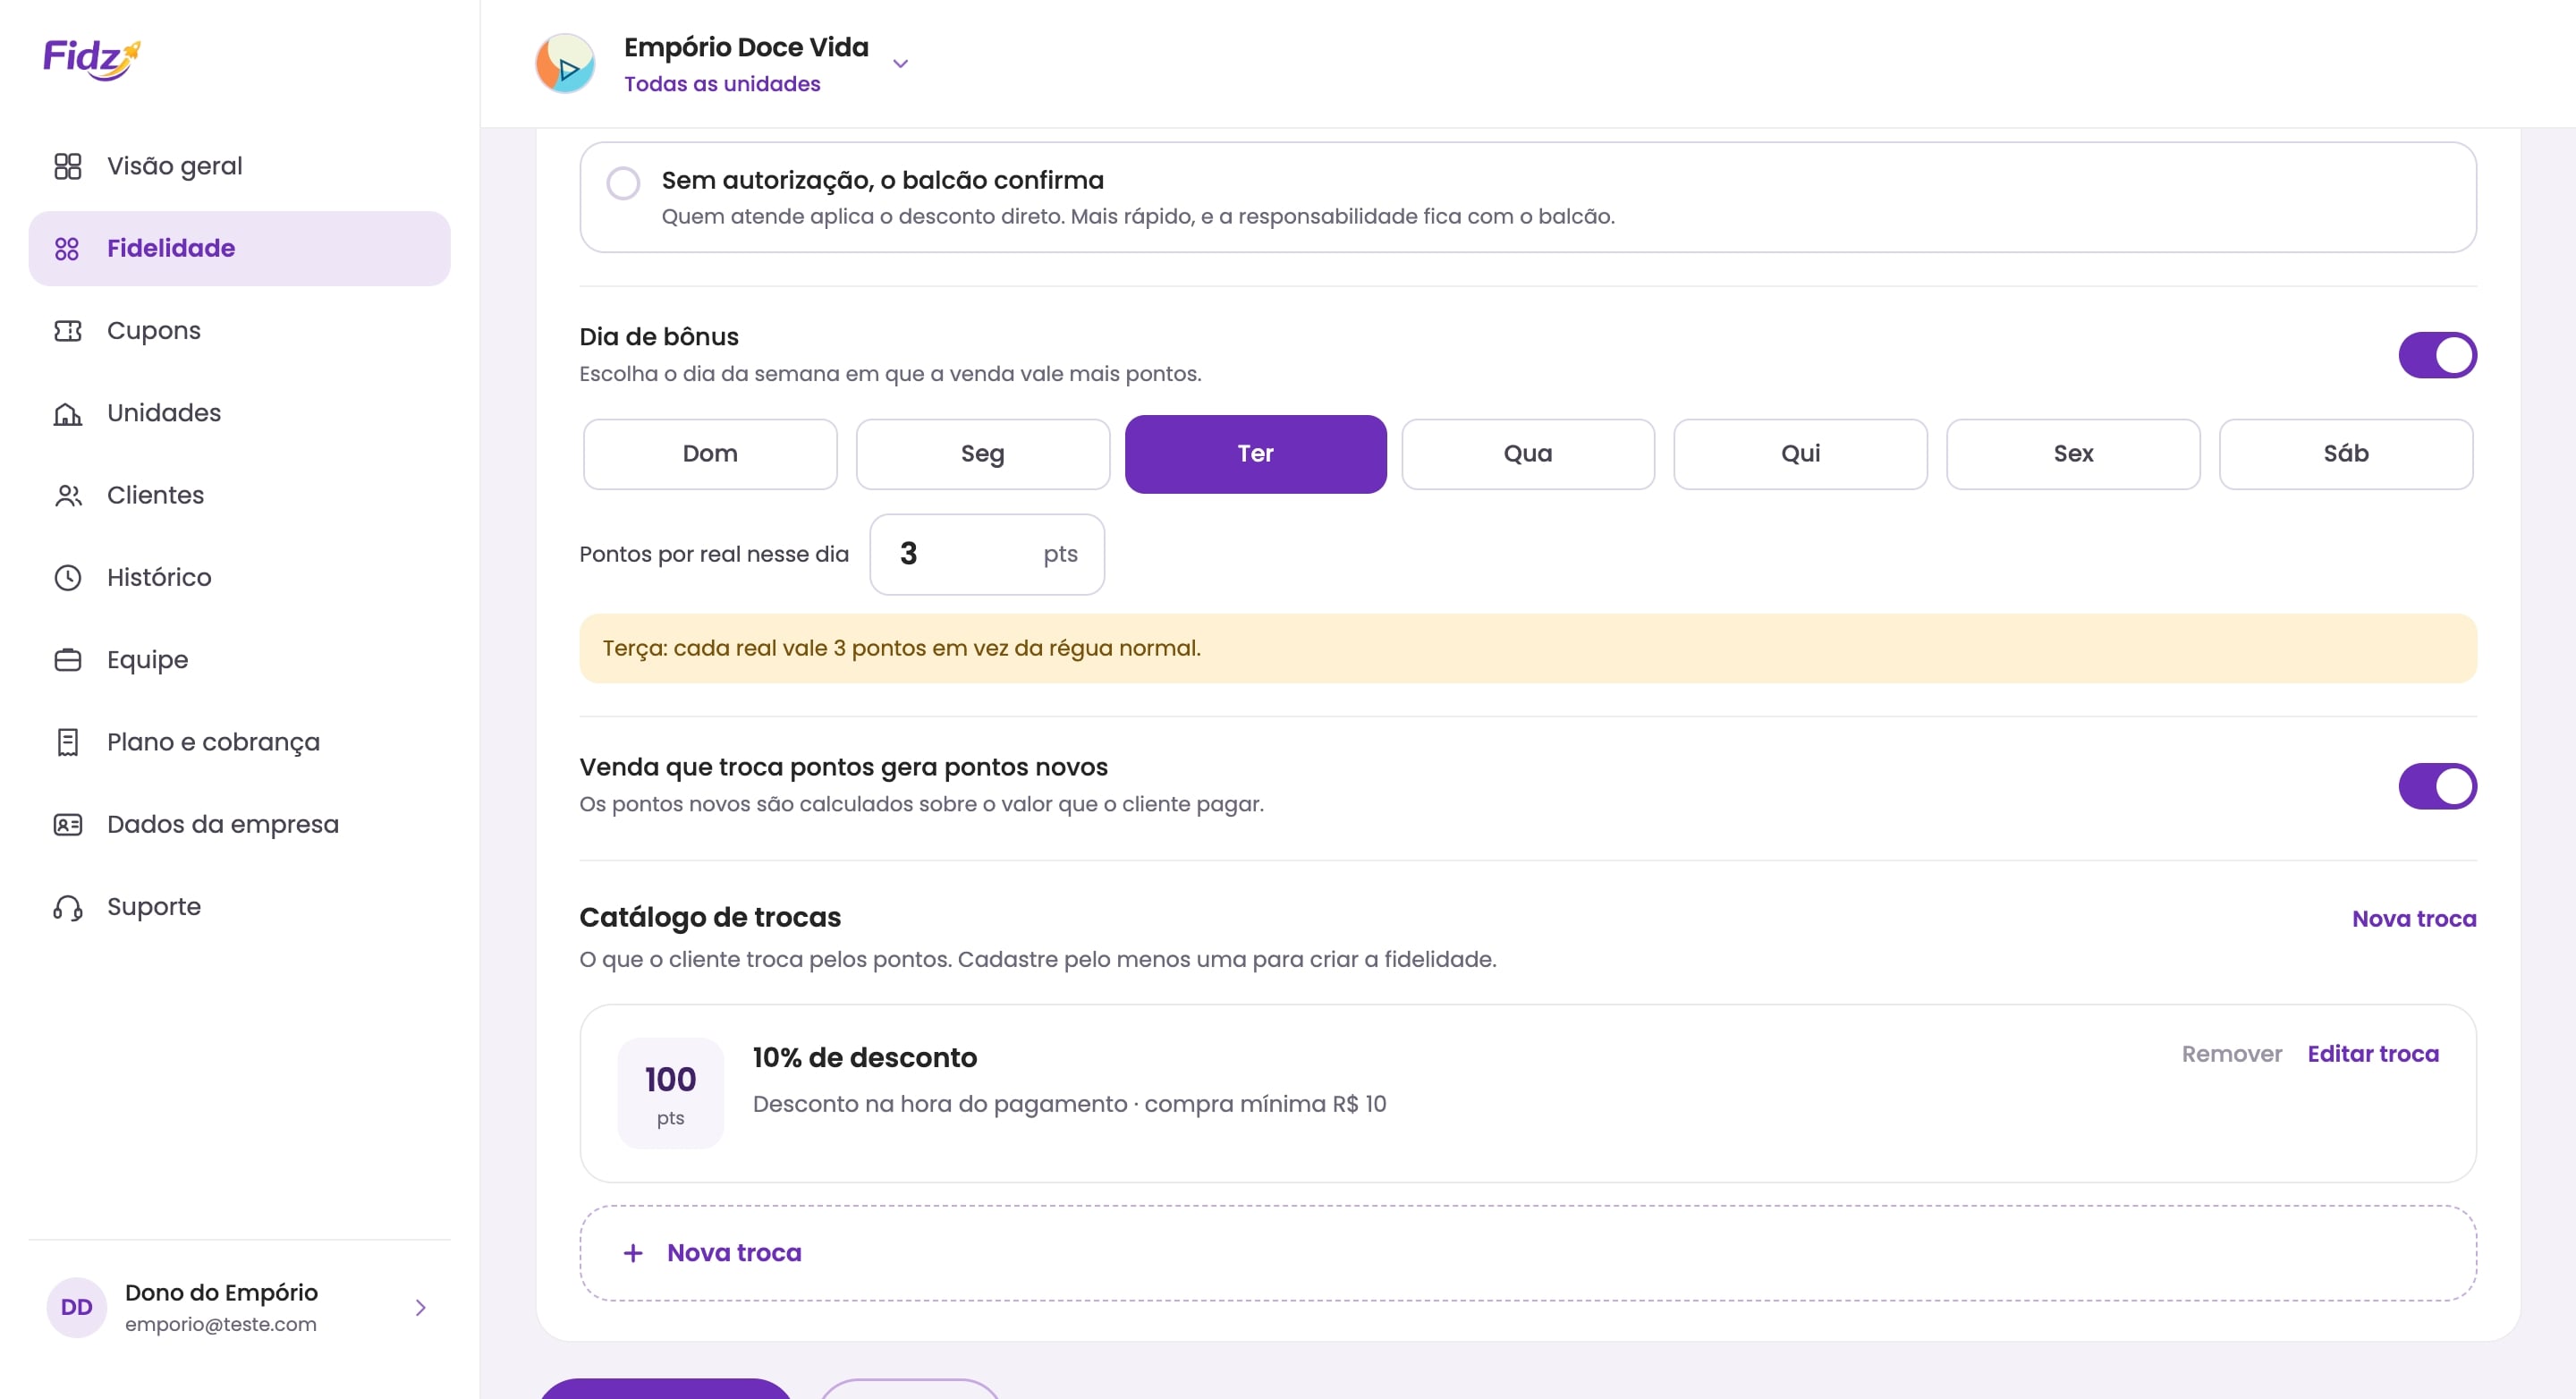 Fidz
Visão geral
Fidelidade
Cupons
Unidades
Clientes
Histórico
Equipe
Plano e cobrança
Dados da empresa
Suporte
DD
Dono do Empório
emporio@teste.com
Empório Doce Vida
Todas as unidades
Sem autorização, o balcão confirma
Quem atende aplica o desconto direto. Mais rápido, e a responsabilidade fica com o balcão.
Dia de bônus
Escolha o dia da semana em que a venda vale mais pontos.
Dom Seg Ter Qua Qui Sex Sáb
Pontos por real nesse dia 3 pts
Terça: cada real vale 3 pontos em vez da régua normal.
Venda que troca pontos gera pontos novos
Os pontos novos são calculados sobre o valor que o cliente pagar.
Catálogo de trocas Nova troca
O que o cliente troca pelos pontos. Cadastre pelo menos uma para criar a fidelidade.
100
pts
10% de desconto
Desconto na hora do pagamento · compra mínima R$ 10
Remover Editar troca
+ Nova troca